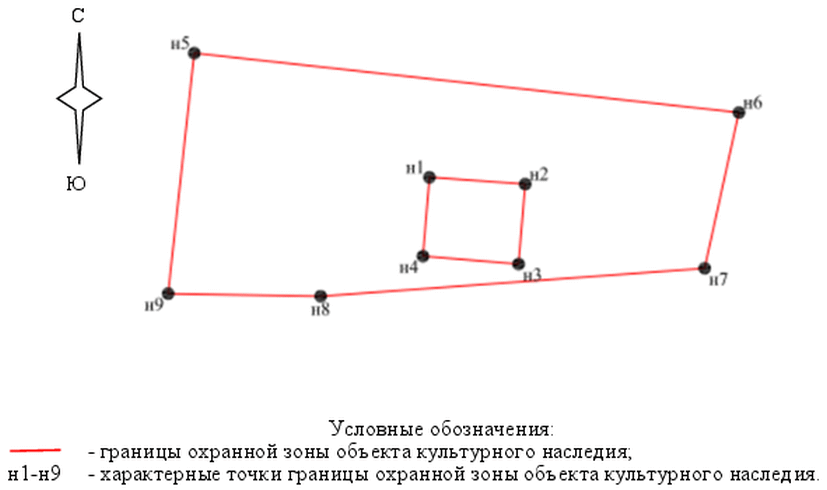 С
н5
н6
н1
н2
Ю
н4
н3
н7
н9
н8
Условные обозначения:
- границы охранной зоны объекта культурного наследия;
н1-н9 - характерные точки границы охранной зоны объекта культурного наследия.